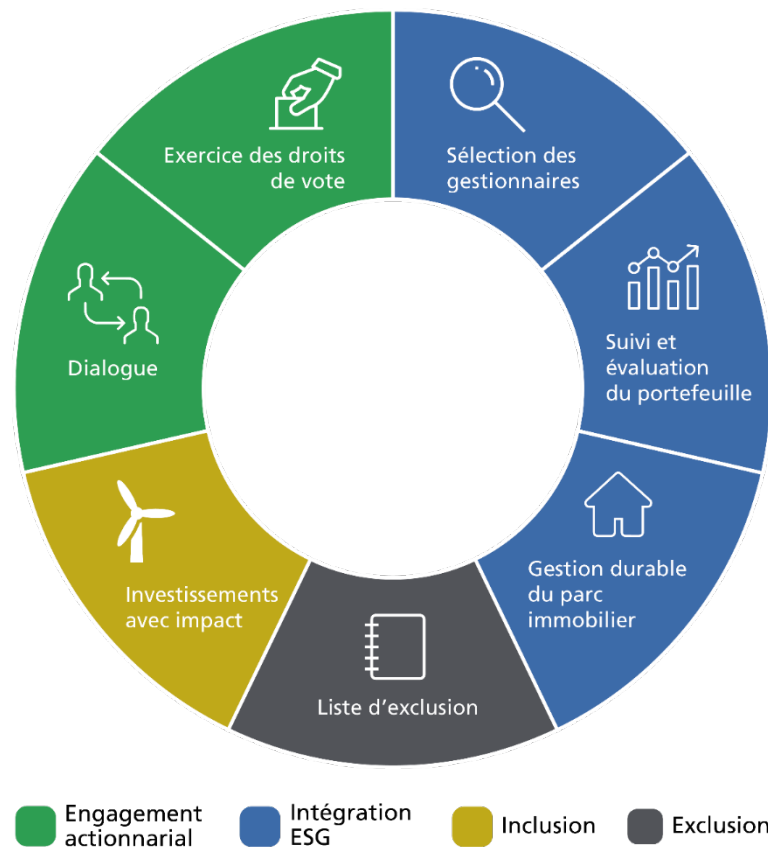 Exercice des droits
de vote
Sélection des
gestionnaires
Dialogue
Suivi et
évaluation
du portefeuille
Investissements
avec impact
Gestion durable
du parc
immobilier
Liste d’exclusion
Engagement
actionnarial
Intégration
ESG
Inclusion
Exclusion